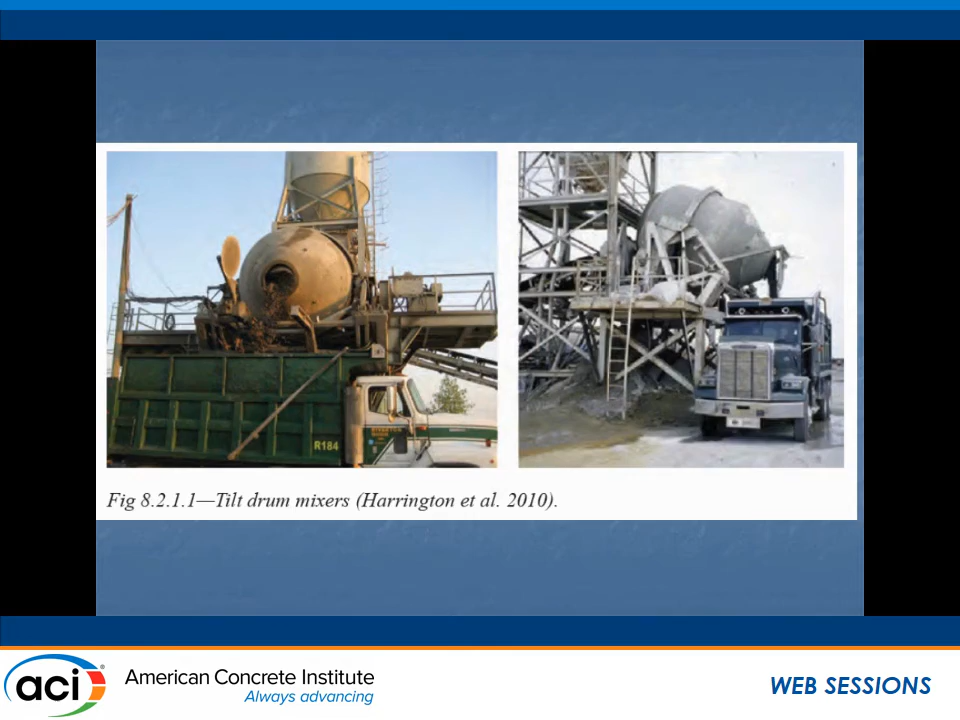 R184
Fig 8.2.1.1—Tilt drum mixers (Harrington et al. 2010).
aci®
American Concrete Institute
Always advancing
WEB SESSIONS